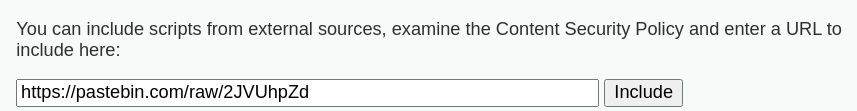 You can include scripts from external sources, examine the Content Security Policy and enter a URL to
include here:
https://pastebin.com/raw/2JVUhpZd Include